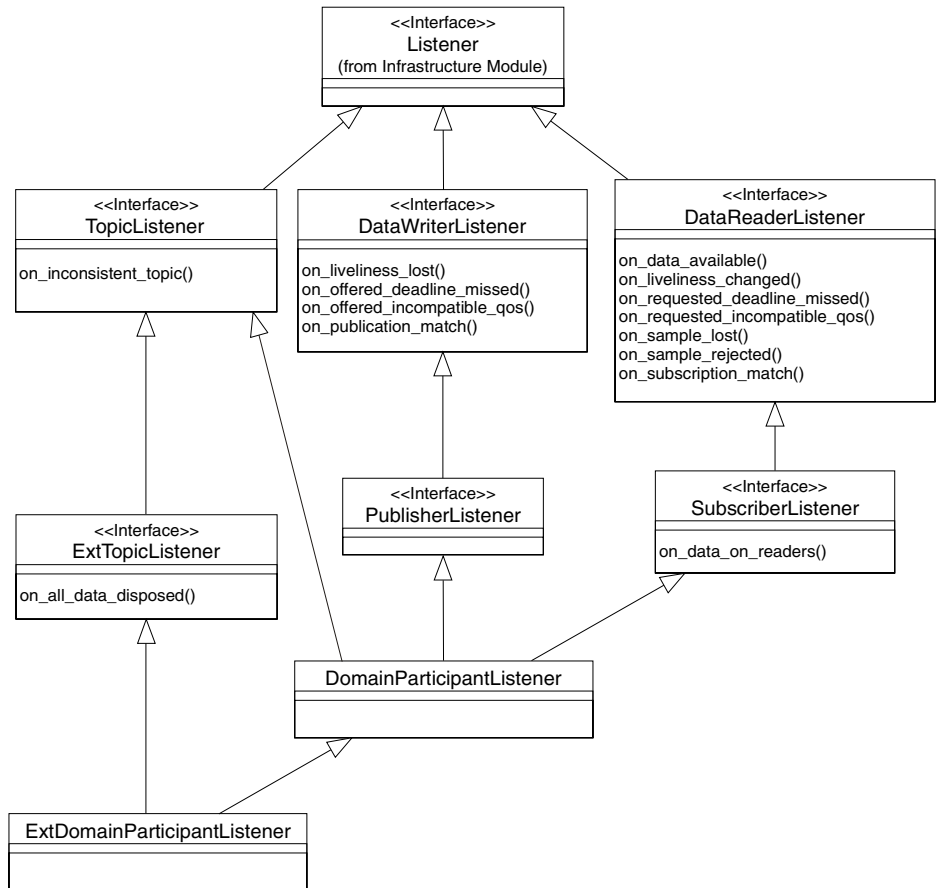 <<Interface>>
Listener
(from Infrastructure Module)
<<Interface>>
TopicListener
on_inconsistent_topic()
<<Interface>>
DataWriterListener
on_liveliness_lost()
on_offered_deadline_missed()
on_offered_incompatible_qos()
on_publication_match()
<<Interface>>
DataReaderListener
on_data_available()
on_liveliness_changed()
on_requested_deadline_missed()
on_requested_incompatible_qos()
on_sample_lost()
on_sample_rejected()
on_subscription_match()
<<Interface>>
ExtTopicListener
on_all_data_disposed()
<<Interface>>
PublisherListener
<<Interface>>
SubscriberListener
on_data_on_readers()
DomainParticipantListener
ExtDomainParticipantListener